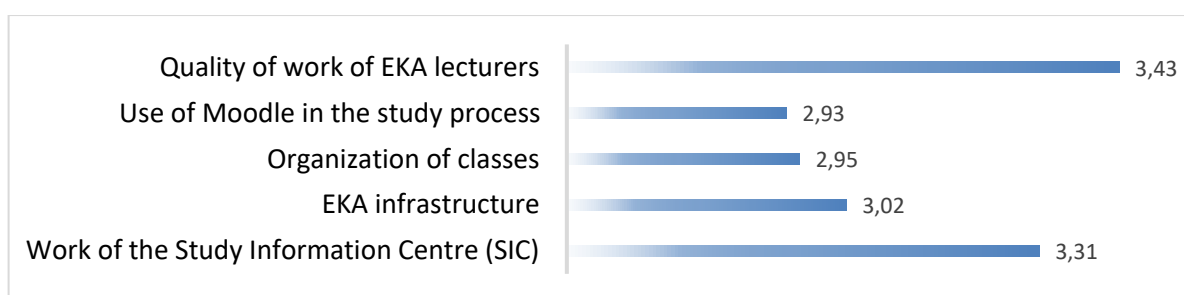 Quality of work of EKA lecturers 3,43
Use of Moodle in the study process 2,93
Organization of classes 2,95
EKA infrastructure 3,02
Work of the Study Information Centre (SIC) 3,31